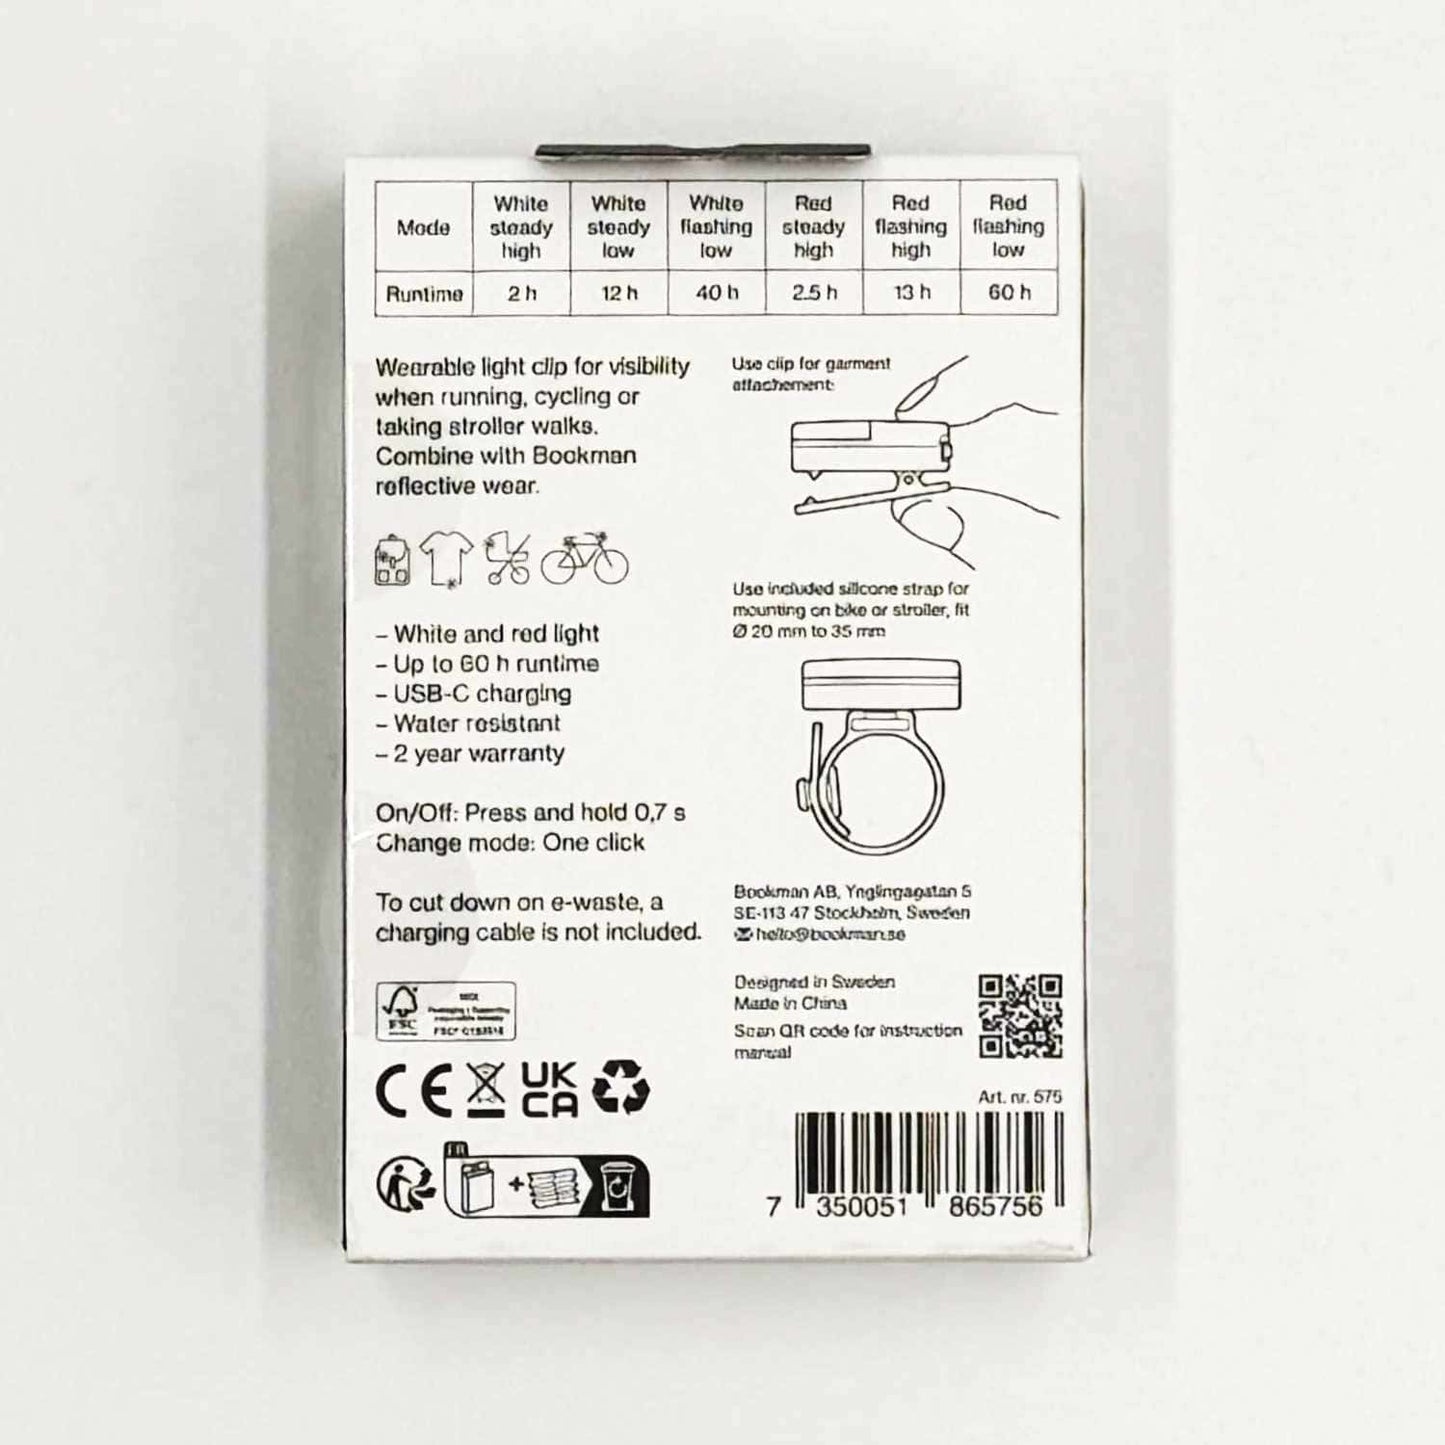 Mode White steady high White steady low White flashing low Red steady high Red flashing high Red flashing low
Runtime 2 h 12 h 40 h 2.5 h 13 h 60 h
Wearable light clip for visibility
when running, cycling or
taking stroller walks.
Combine with Bookman
reflective wear.
– White and red light
– Up to 60 h runtime
– USB-C charging
– Water resistant
– 2 year warranty
On/Off: Press and hold 0,7 s
Change mode: One click
To cut down on e-waste, a
charging cable is not included.
FSC
MIX
Packaging | Supporting
responsible forestry
FSC®
CE
UK
CA
FR
+
Use clip for garment
attachement:
Use included silicone strap for
mounting on bike or stroller, fit
Ø 20 mm to 35 mm
Bookman AB, Ynglingagatan 5
SE-113 47 Stockholm, Sweden
hello@bookman.se
Designed in Sweden
Made in China
Scan QR code for instruction
manual
Art. nr. 575
7 350051 865756